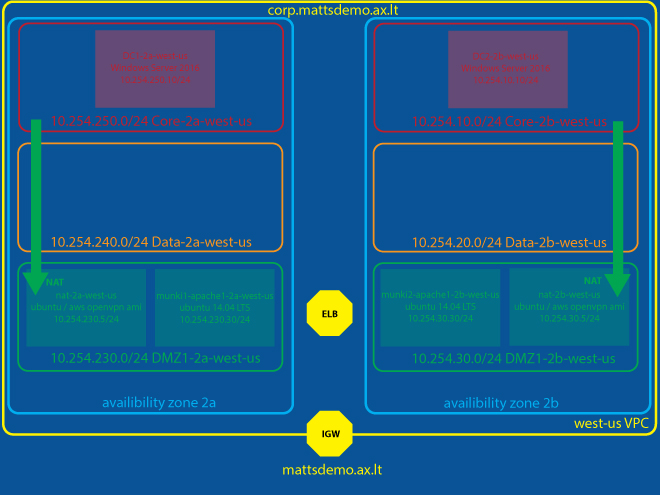 corp.mattsdemo.ax.lt
10.254.250.0/24 Core-2a-west-us
10.254.10.0/24 Core-2b-west-us
10.254.240.0/24 Data-2a-west-us
10.254.20.0/24 Data-2b-west-us
NAT
nat-2a-west-us
ubuntu / aws openvpn ami
10.254.230.5/24
munki1-apache1-2a-west-us
ubuntu 14.04 LTS
10.254.230.30/24
10.254.230.0/24 DMZ1-2a-west-us
ELB
munki2-apache1-2b-west-us
ubuntu 14.04 LTS
10.254.30.30/24
NAT
nat-2b-west-us
ubuntu / aws openvpn ami
10.254.30.5/24
10.254.30.0/24 DMZ1-2b-west-us
availibility zone 2a
availibility zone 2b
west-us VPC
IGW
mattsdemo.ax.lt